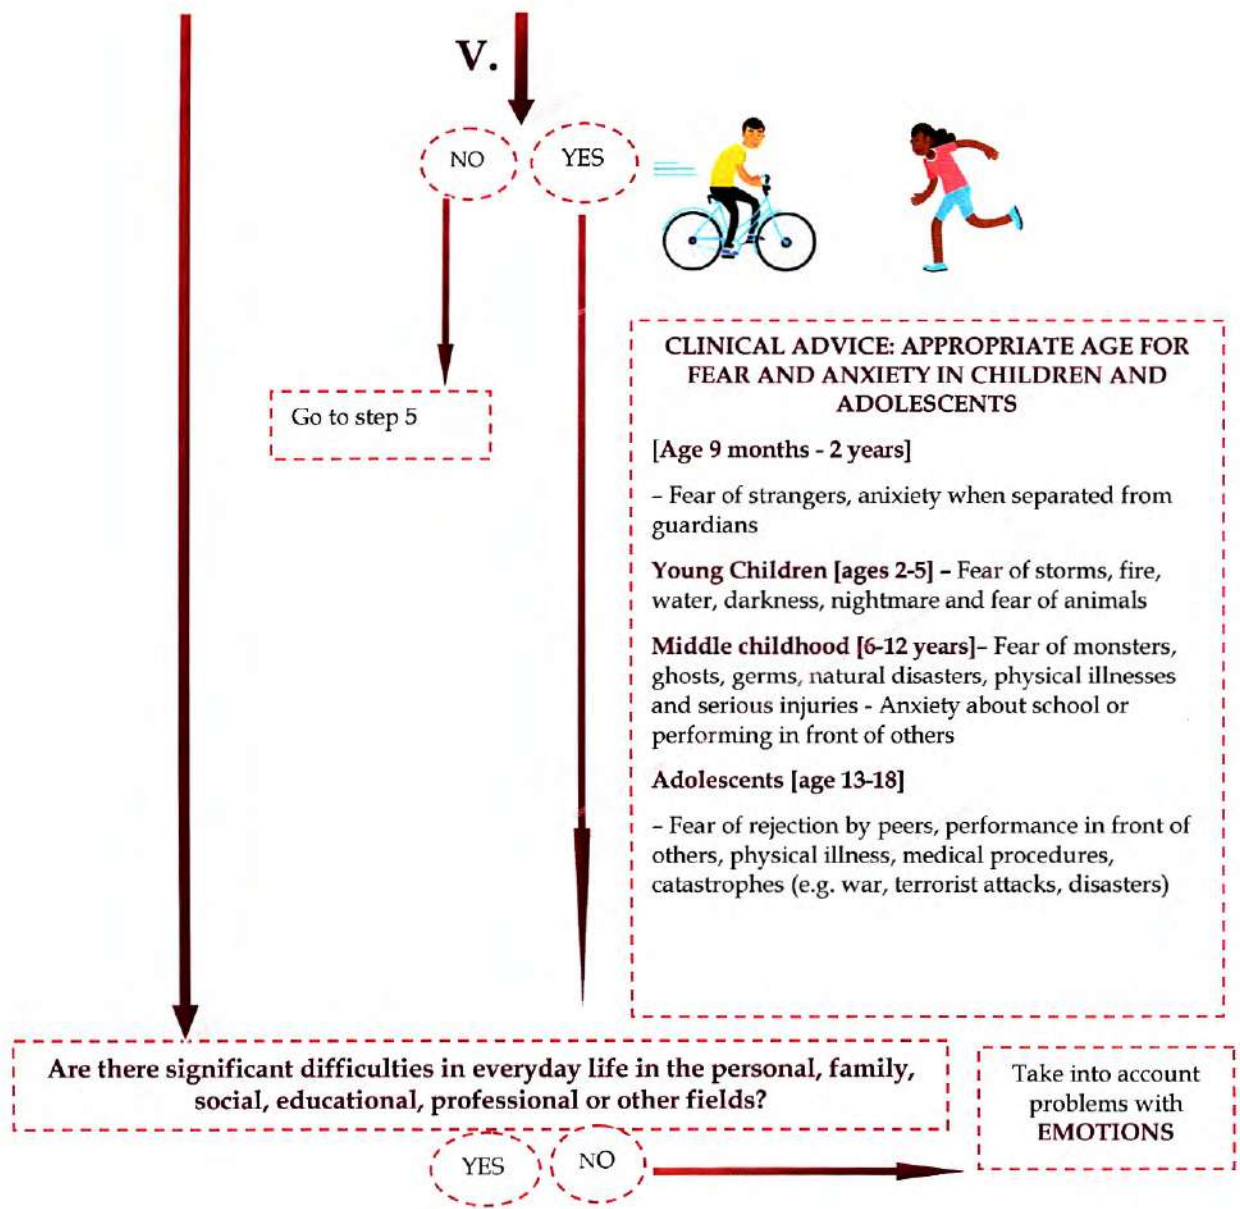 V.
NO
YES
Go to step 5
CLINICAL ADVICE: APPROPRIATE AGE FOR
FEAR AND ANXIETY IN CHILDREN AND
ADOLESCENTS
[Age 9 months - 2 years]
– Fear of strangers, anixiety when separated from
guardians
Young Children [ages 2-5] – Fear of storms, fire,
water, darkness, nightmare and fear of animals
Middle childhood [6-12 years]– Fear of monsters,
ghosts, germs, natural disasters, physical illnesses
and serious injuries - Anxiety about school or
performing in front of others
Adolescents [age 13-18]
– Fear of rejection by peers, performance in front of
others, physical illness, medical procedures,
catastrophes (e.g. war, terrorist attacks, disasters)
Are there significant difficulties in everyday life in the personal, family,
social, educational, professional or other fields?
YES
NO
Take into account
problems with
EMOTIONS